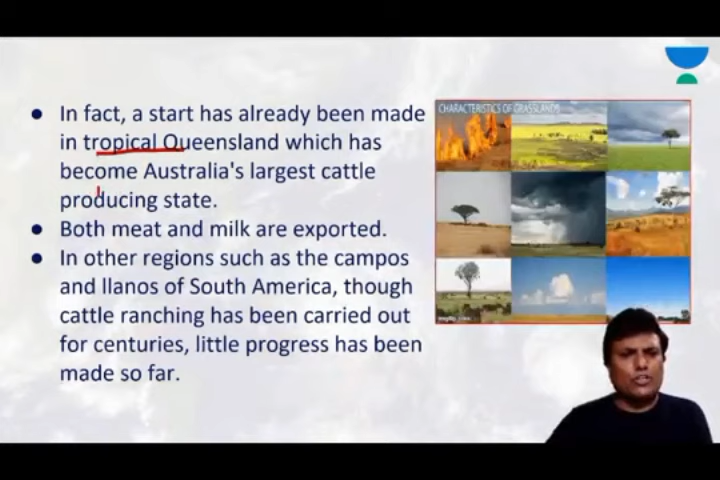 In fact, a start has already been made
in tropical Queensland which has
become Australia's largest cattle
producing state.
Both meat and milk are exported.
In other regions such as the campos
and llanos of South America, though
cattle ranching has been carried out
for centuries, little progress has been
made so far.
CHARACTERISTICS OF GRASSLANDS